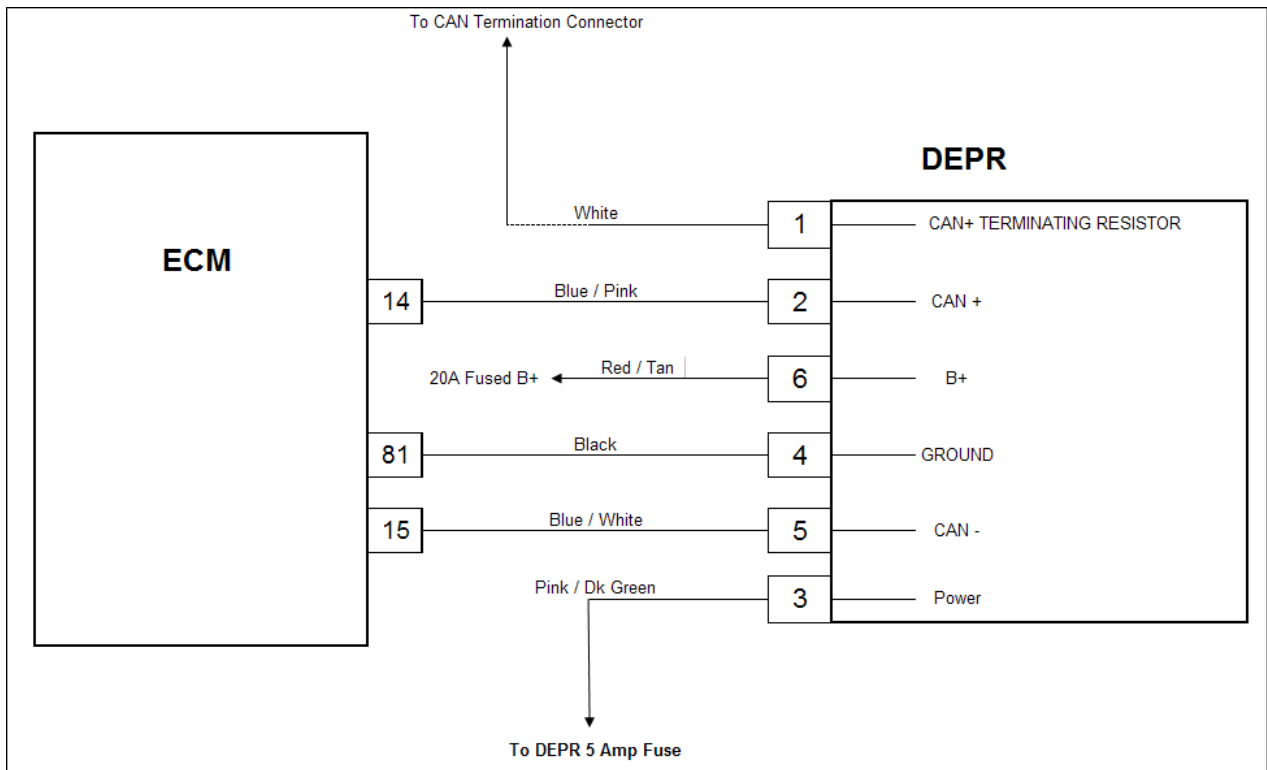 To CAN Termination Connector
DEPR
White
1
CAN+ TERMINATING RESISTOR
ECM
14
Blue / Pink
2
CAN +
20A Fused B+
Red / Tan
6
B+
81
Black
4
GROUND
15
Blue / White
5
CAN -
Pink / Dk Green
3
Power
To DEPR 5 Amp Fuse